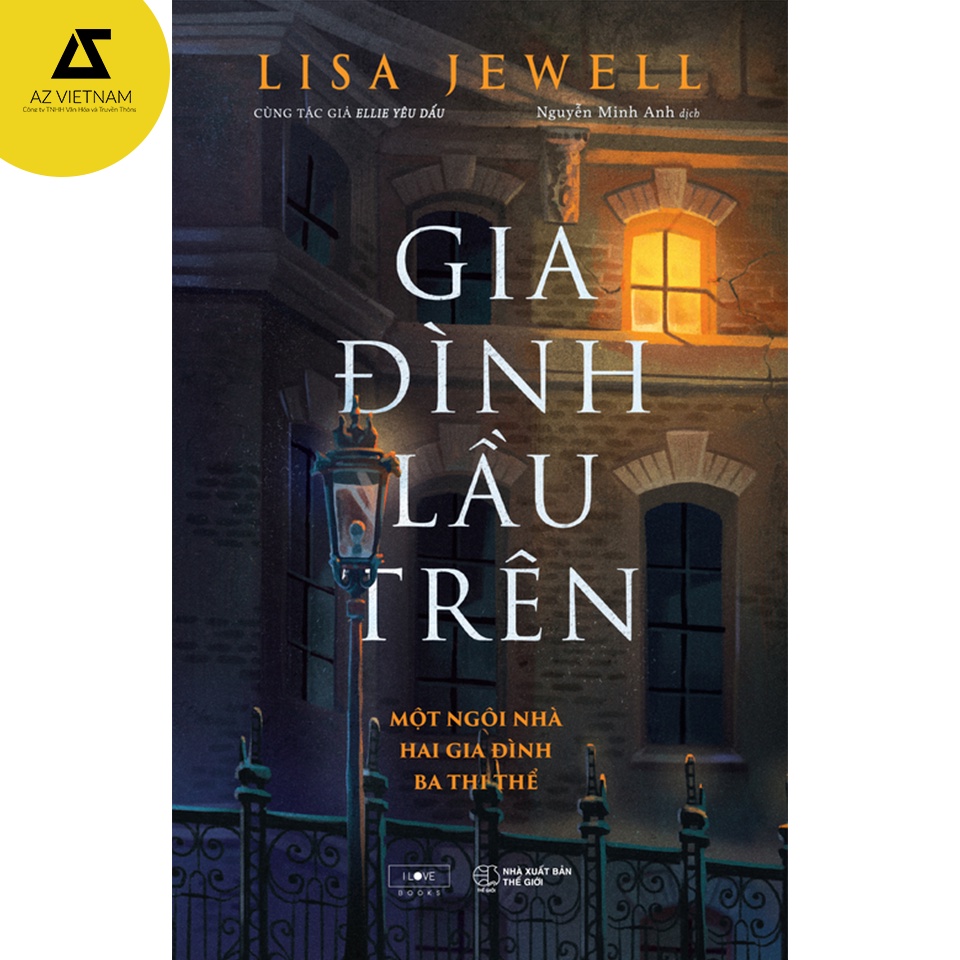 AZ VIETNAM
Công ty TNHH Văn Hóa và Truyền Thông
LISA JEWELL
CÙNG TÁC GIẢ ELLIE YÊU DẤU
Nguyễn Minh Anh dịch
GIA
ĐÌNH
LẦU
TRÊN
MỘT NGÔI NHÀ
HAI GIA ĐÌNH
BA THI THỂ
I LOVE
BOOKS
THẾ GIỚI
NHÀ XUẤT BẢN
THẾ GIỚI